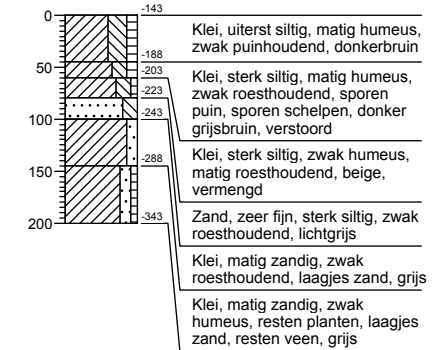 0
50
100
150
200
-143
-188
-203
-223
-243
-288
-343
Klei, uiterst siltig, matig humeus,
zwak puinhoudend, donkerbruin
Klei, sterk siltig, matig humeus,
zwak roesthoudend, sporen
puin, sporen schelpen, donker
grijsbruin, verstoord
Klei, sterk siltig, zwak humeus,
matig roesthoudend, beige,
vermengd
Zand, zeer fijn, sterk siltig, zwak
roesthoudend, lichtgrijs
Klei, matig zandig, zwak
roesthoudend, laagjes zand, grijs
Klei, matig zandig, zwak
humeus, resten planten, laagjes
zand, resten veen, grijs